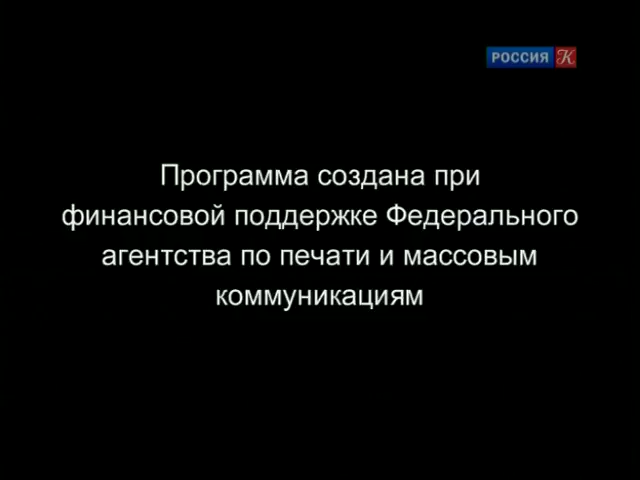 РОССИЯ К
Программа создана при
финансовой поддержке Федерального
агентства по печати и массовым
коммуникациям